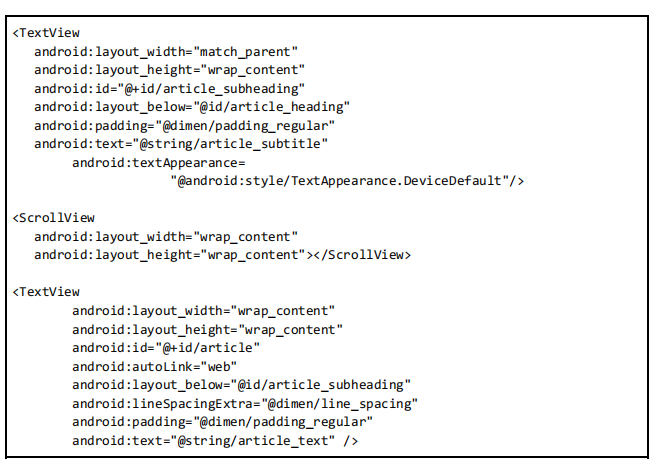 <TextView
android:layout_width="match_parent"
android:layout_height="wrap_content"
android:id="@+id/article_subheading"
android:layout_below="@id/article_heading"
android:padding="@dimen/padding_regular"
android:text="@string/article_subtitle"
android:textAppearance=
"@android:style/TextAppearance.DeviceDefault"/>
<ScrollView
android:layout_width="wrap_content"
android:layout_height="wrap_content"></ScrollView>
<TextView
android:layout_width="wrap_content"
android:layout_height="wrap_content"
android:id="@+id/article"
android:autoLink="web"
android:layout_below="@id/article_subheading"
android:lineSpacingExtra="@dimen/line_spacing"
android:padding="@dimen/padding_regular"
android:text="@string/article_text" />